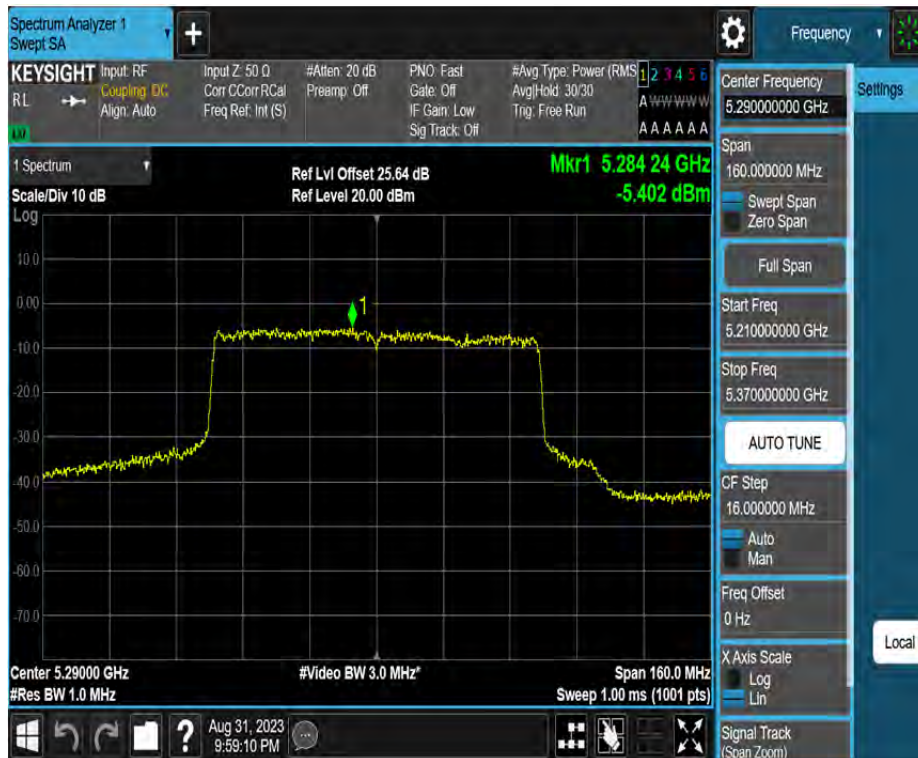 Spectrum Analyzer 1
Swept SA
+
Frequency
KEYSIGHT
RL
LXI
Input: RF
Coupling: DC
Align: Auto
Input Z: 50 Ω
Corr CCorr RCal
Freq Ref: Int (S)
#Atten: 20 dB
Preamp: Off
PNO: Fast
Gate: Off
IF Gain: Low
Sig Track: Off
#Avg Type: Power (RMS
Avg|Hold: 30/30
Trig: Free Run
1 2 3 4 5 6
A W W W W W
A A A A A A
1 Spectrum
Scale/Div 10 dB
Log
Ref Lvl Offset 25.64 dB
Ref Level 20.00 dBm
Mkr1 5.284 24 GHz
-5.402 dBm
10.0
0.00
-10.0
-20.0
-30.0
-40.0
-50.0
-60.0
-70.0
1
Center 5.29000 GHz
#Res BW 1.0 MHz
#Video BW 3.0 MHz*
Span 160.0 MHz
Sweep 1.00 ms (1001 pts)
?
Aug 31, 2023
9:59:10 PM
Center Frequency
5.290000000 GHz
Span
160.000000 MHz
Swept Span
Zero Span
Full Span
Start Freq
5.210000000 GHz
Stop Freq
5.370000000 GHz
AUTO TUNE
CF Step
16.000000 MHz
Auto
Man
Freq Offset
0 Hz
X Axis Scale
Log
Lin
Signal Track
(Span Zoom)
Settings
Local